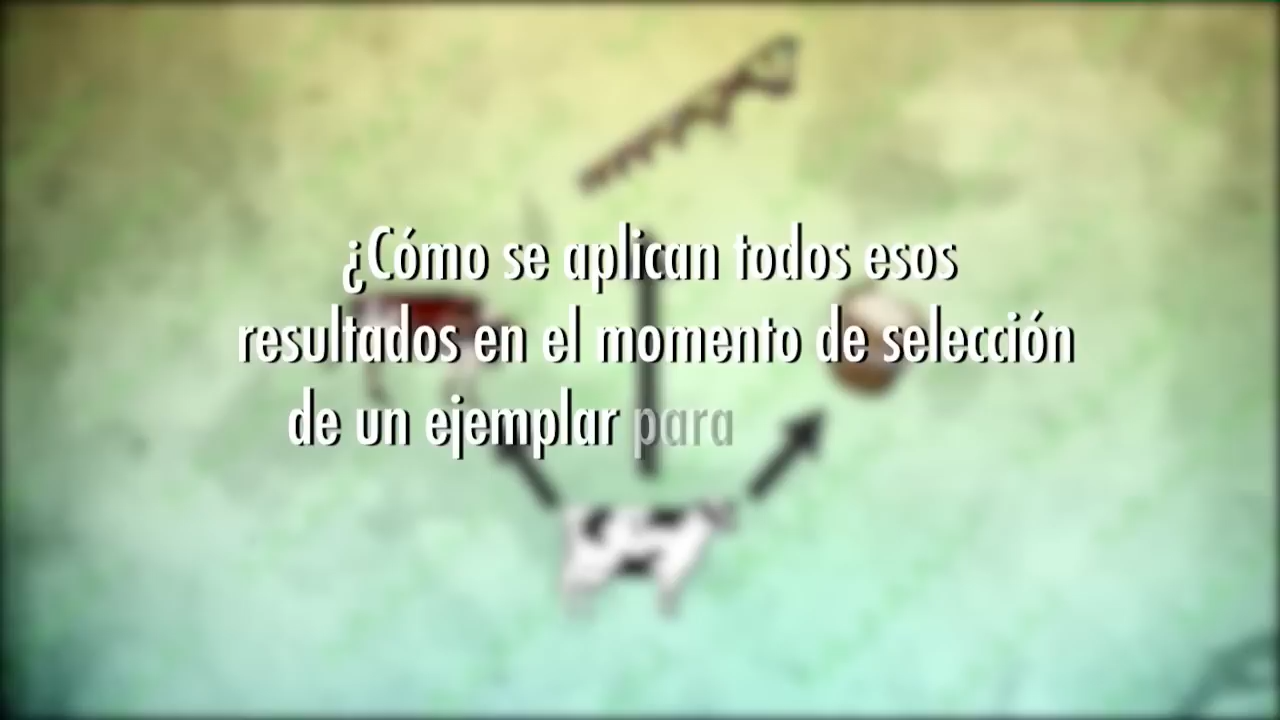 ¿Cómo se aplican todos esos
resultados en el momento de selección
de un ejemplar para